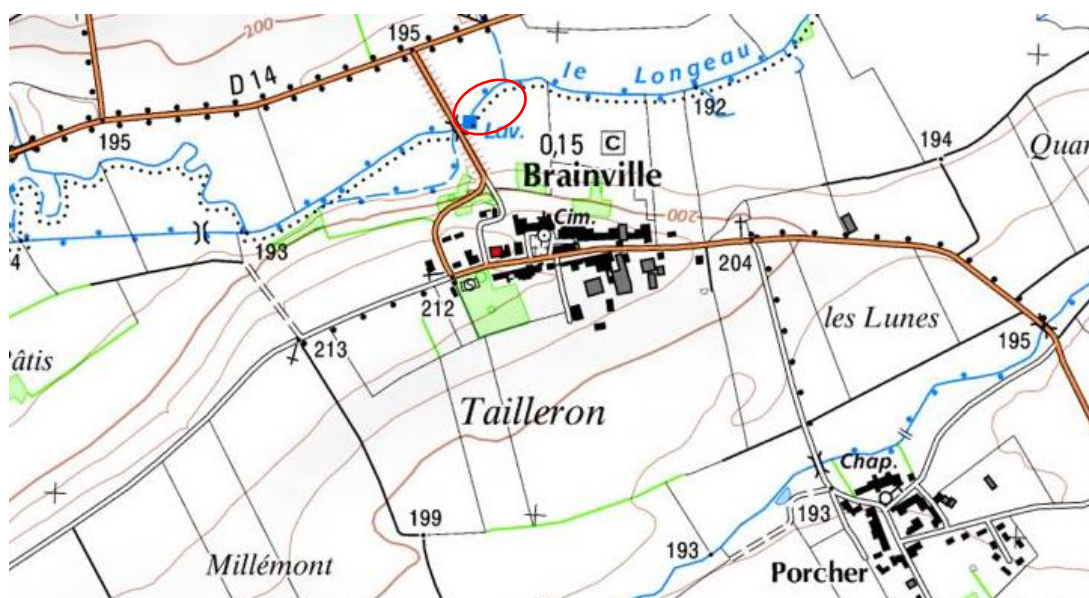 200
195
D 14
le Longeau
192
195
Lav.
0,15 C
194
Quar
Brainville
Cim.
200
193
4
204
212
les Lunes
195
213
âtis
Tailleron
Chap.
199
193
193
Millémont
Porcher